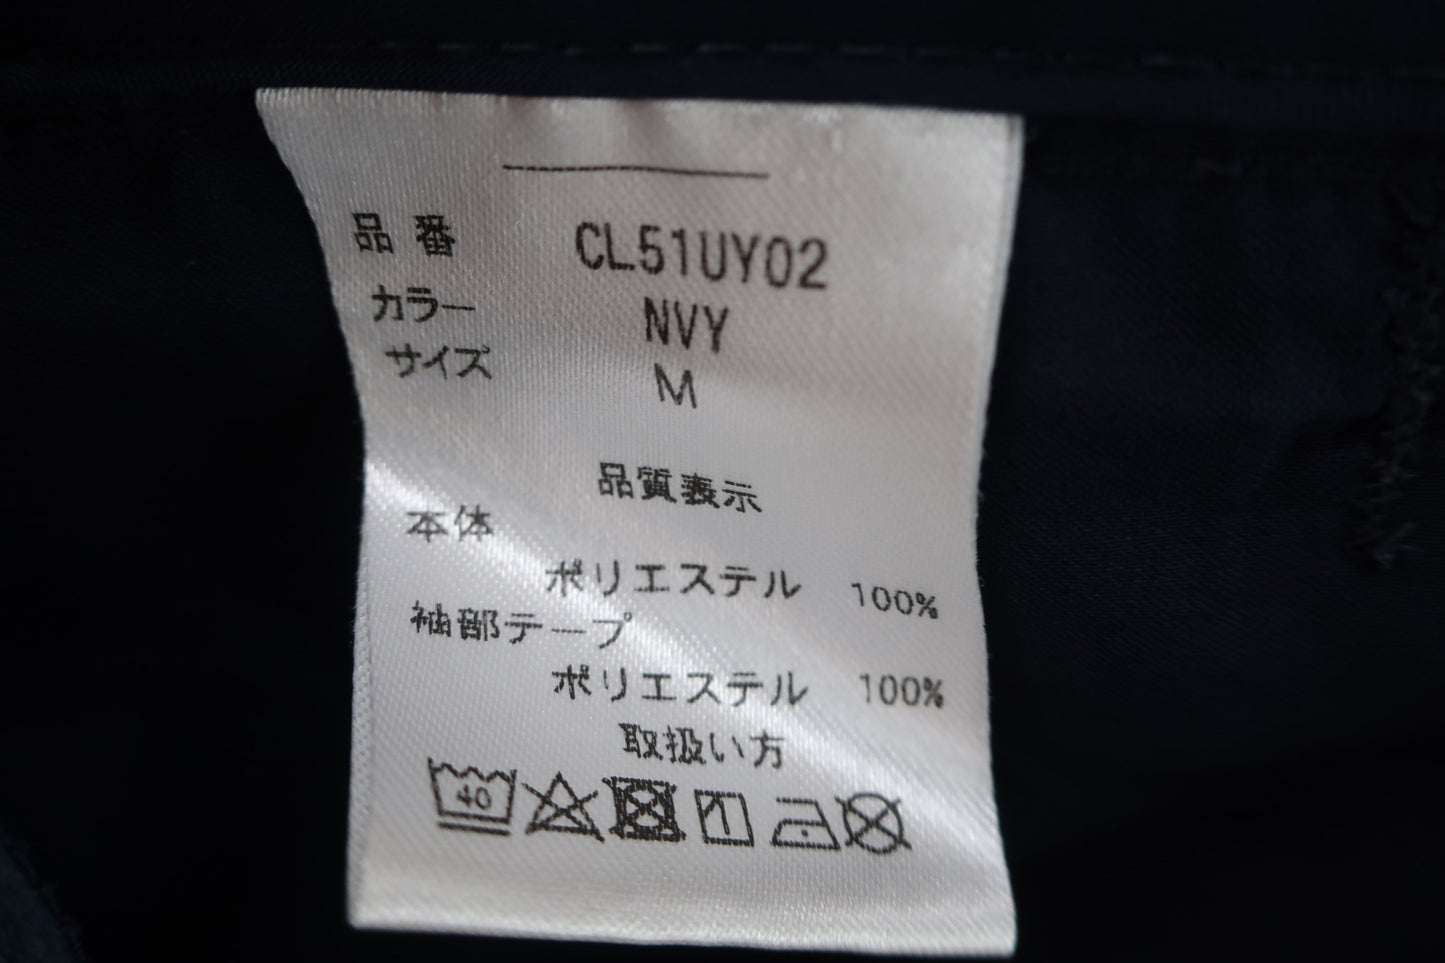 品番 CL51UY02
カラー NVY
サイズ M
品質表示
本体
ポリエステル 100%
袖部テープ
ポリエステル 100%
取扱い方
40